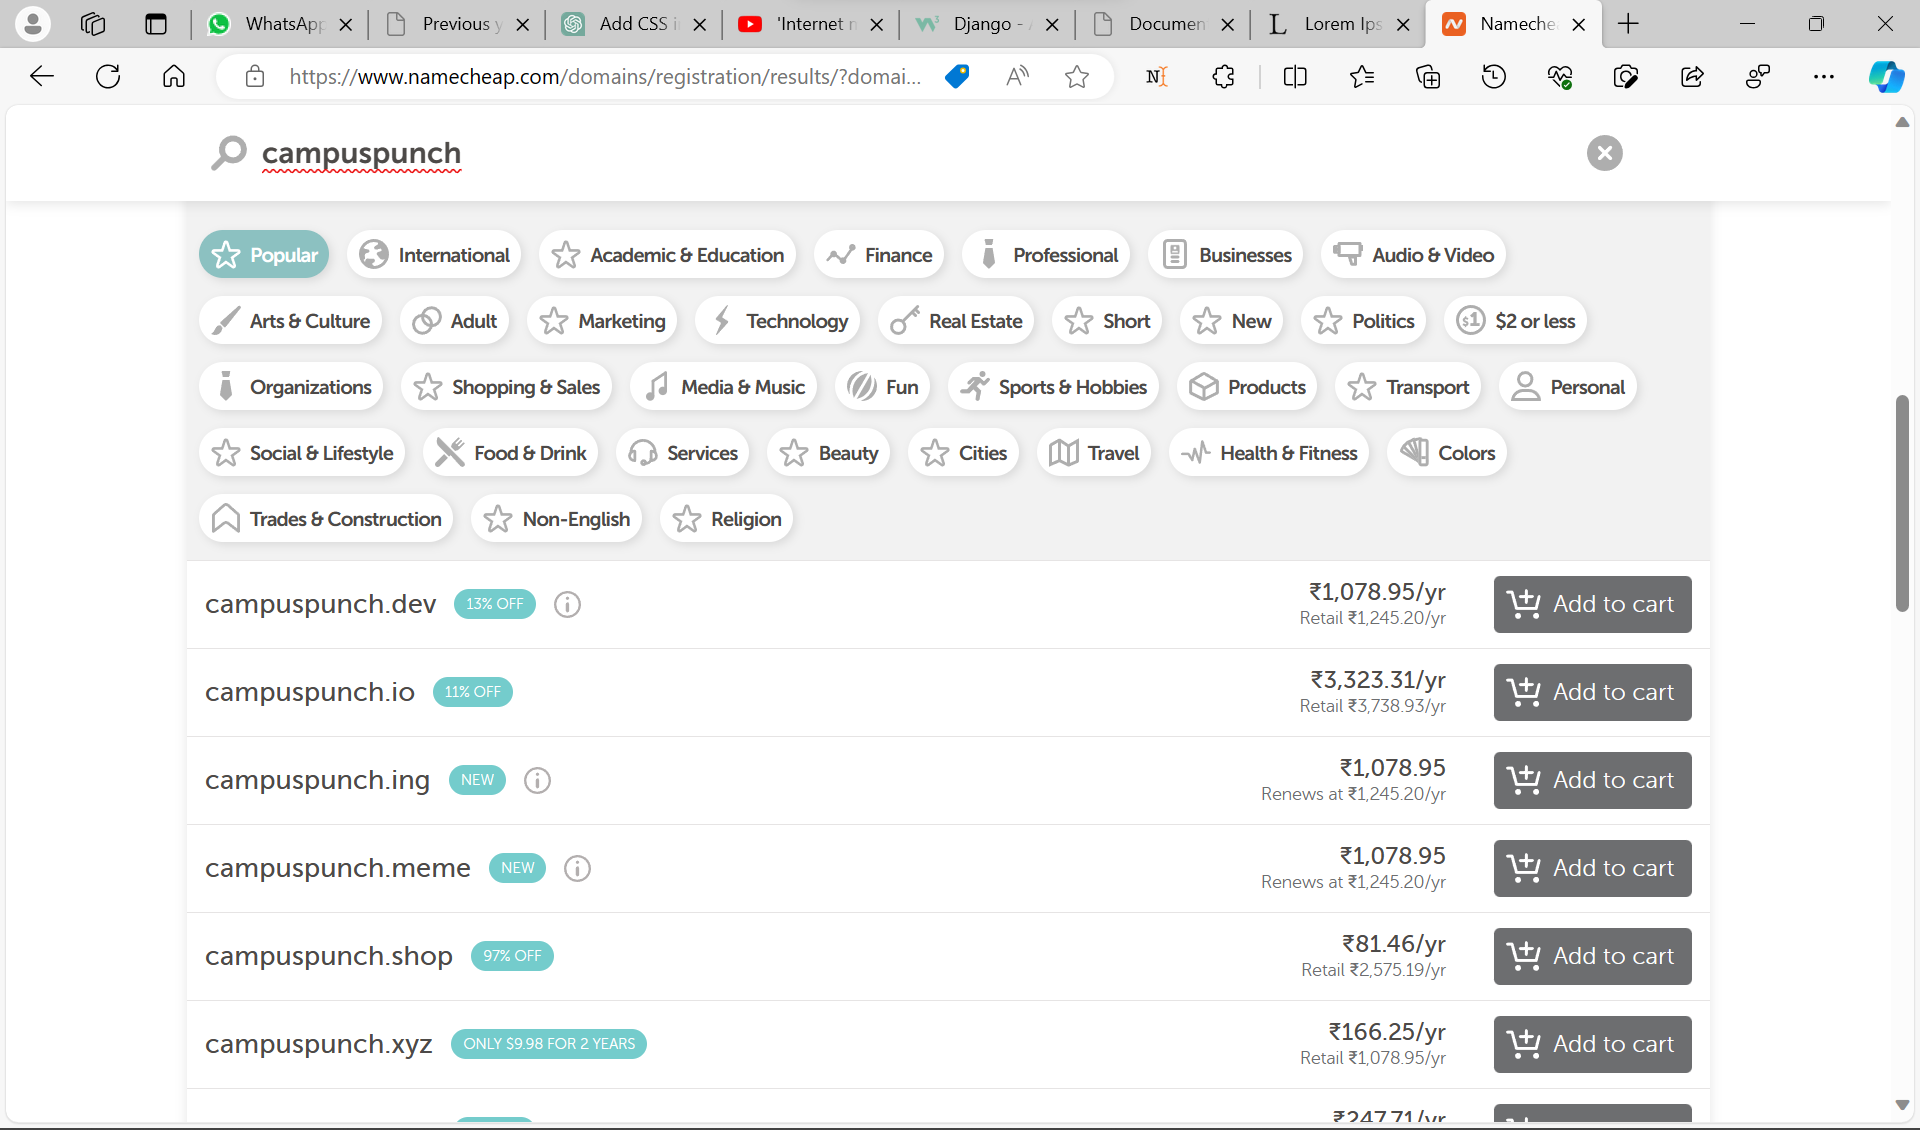 WhatsApp
Previous y
Add CSS i
'Internet n
Django -
Documen
Lorem Ips
Namechea
https://www.namecheap.com/domains/registration/results/?domai...
campuspunch
Popular
International
Academic & Education
Finance
Professional
Businesses
Audio & Video
Arts & Culture
Adult
Marketing
Technology
Real Estate
Short
New
Politics
$2 or less
Organizations
Shopping & Sales
Media & Music
Fun
Sports & Hobbies
Products
Transport
Personal
Social & Lifestyle
Food & Drink
Services
Beauty
Cities
Travel
Health & Fitness
Colors
Trades & Construction
Non-English
Religion
campuspunch.dev 13% OFF
₹1,078.95/yr
Retail ₹1,245.20/yr
Add to cart
campuspunch.io 11% OFF
₹3,323.31/yr
Retail ₹3,738.93/yr
Add to cart
campuspunch.ing NEW
₹1,078.95
Renews at ₹1,245.20/yr
Add to cart
campuspunch.meme NEW
₹1,078.95
Renews at ₹1,245.20/yr
Add to cart
campuspunch.shop 97% OFF
₹81.46/yr
Retail ₹2,575.19/yr
Add to cart
campuspunch.xyz ONLY $9.98 FOR 2 YEARS
₹166.25/yr
Retail ₹1,078.95/yr
Add to cart
₹247.71/yr